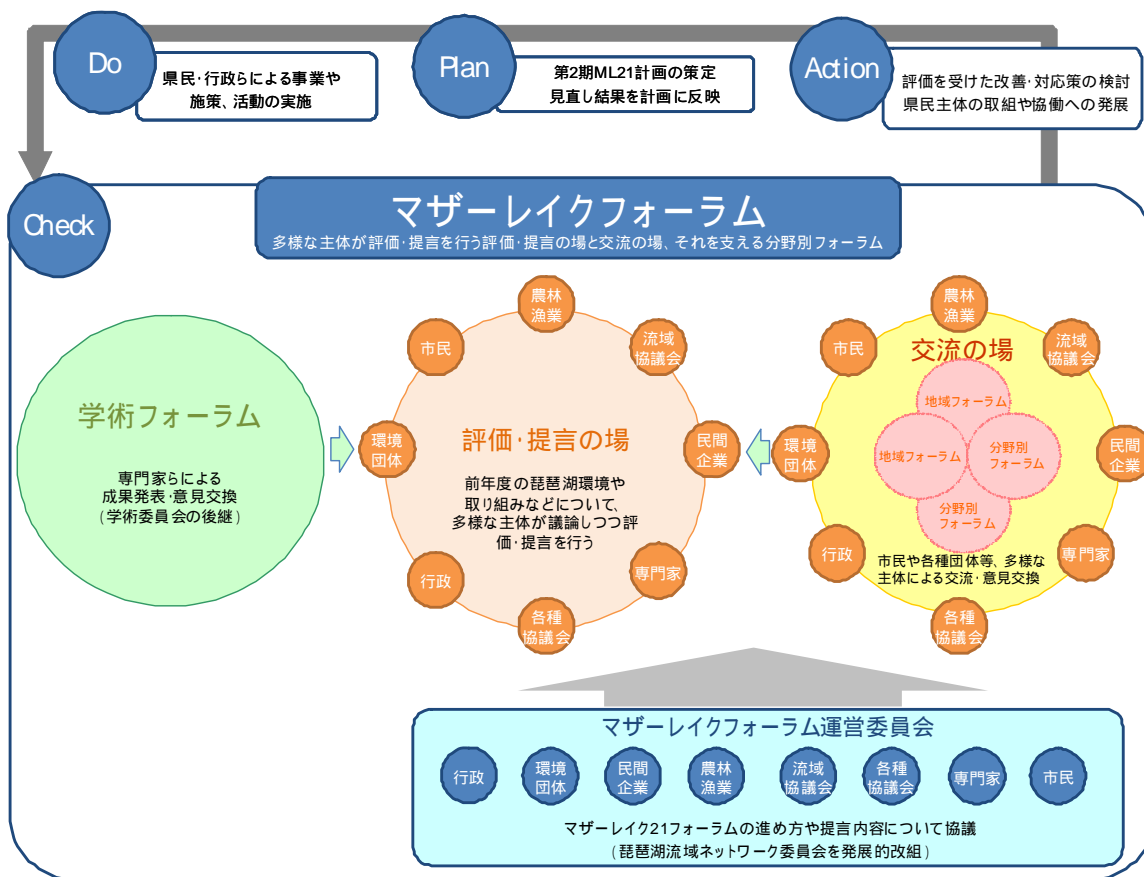 Do
県民・行政らによる事業や
施策、活動の実施
Plan
第2期ML21計画の策定
見直し結果を計画に反映
Action
評価を受けた改善・対応策の検討
県民主体の取組や協働への発展
Check
マザーレイクフォーラム
多様な主体が評価・提言を行う評価・提言の場と交流の場、それを支える分野別フォーラム
学術フォーラム
専門家らによる
成果発表・意見交換
(学術委員会の後継)
農林
漁業
市民
流域
協議会
環境
団体
民間
企業
評価・提言の場
前年度の琵琶湖環境や
取り組みなどについて、
多様な主体が議論しつつ評
価・提言を行う
行政
専門家
各種
協議会
農林
漁業
市民
流域
協議会
交流の場
地域フォーラム
環境
団体
地域フォーラム
分野別
フォーラム
民間
企業
分野別
フォーラム
行政
専門家
市民や各種団体等、多様な
主体による交流・意見交換
各種
協議会
マザーレイクフォーラム運営委員会
行政
環境
団体
民間
企業
農林
漁業
流域
協議会
各種
協議会
専門家
市民
マザーレイク21フォーラムの進め方や提言内容について協議
(琵琶湖流域ネットワーク委員会を発展的改組)